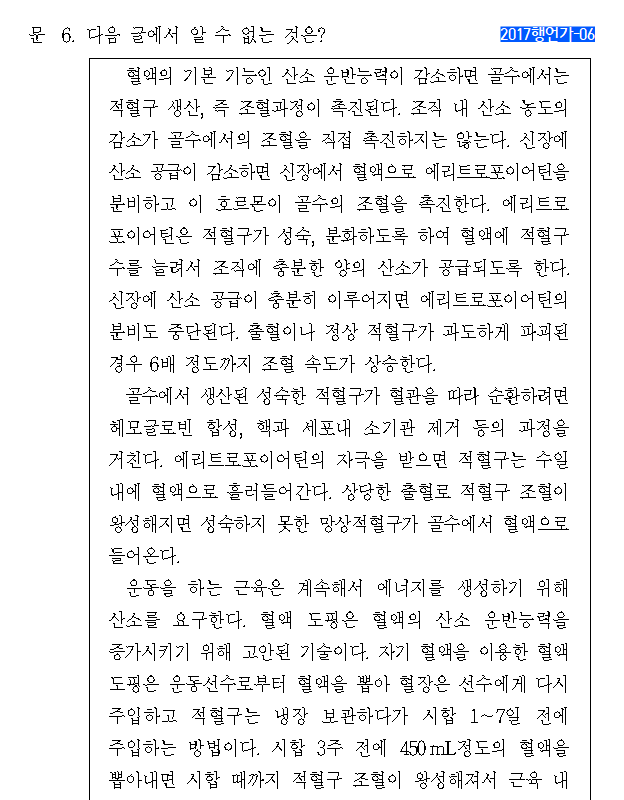 문 6. 다음 글에서 알 수 없는 것은?
2017행언가-06
혈액의 기본 기능인 산소 운반능력이 감소하면 골수에서는
적혈구 생산, 즉 조혈과정이 촉진된다. 조직 내 산소 농도의
감소가 골수에서의 조혈을 직접 촉진하지는 않는다. 신장에
산소 공급이 감소하면 신장에서 혈액으로 에리트로포이어틴을
분비하고 이 호르몬이 골수의 조혈을 촉진한다. 에리트로
포이어틴은 적혈구가 성숙, 분화하도록 하여 혈액에 적혈구
수를 늘려서 조직에 충분한 양의 산소가 공급되도록 한다.
신장에 산소 공급이 충분히 이루어지면 에리트로포이어틴의
분비도 중단된다. 출혈이나 정상 적혈구가 과도하게 파괴된
경우 6배 정도까지 조혈 속도가 상승한다.
골수에서 생산된 성숙한 적혈구가 혈관을 따라 순환하려면
헤모글로빈 합성, 핵과 세포내 소기관 제거 등의 과정을
거친다. 에리트로포이어틴의 자극을 받으면 적혈구는 수일
내에 혈액으로 흘러들어간다. 상당한 출혈로 적혈구 조혈이
왕성해지면 성숙하지 못한 망상적혈구가 골수에서 혈액으로
들어온다.
운동을 하는 근육은 계속해서 에너지를 생성하기 위해
산소를 요구한다. 혈액 도핑은 혈액의 산소 운반능력을
증가시키기 위해 고안된 기술이다. 자기 혈액을 이용한 혈액
도핑은 운동선수로부터 혈액을 뽑아 혈장은 선수에게 다시
주입하고 적혈구는 냉장 보관하다가 시합 1~7일 전에
주입하는 방법이다. 시합 3주 전에 450mL정도의 혈액을
뽑아내면 시합 때까지 적혈구 조혈이 왕성해져서 근육 내